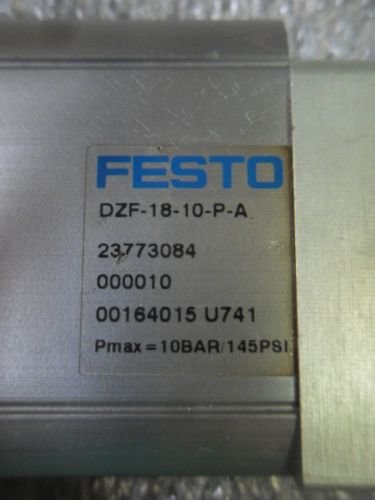 FESTO
DZF-18-10-P-A
23773084
000010
00164015 U741
Pmax=10BAR/145PSI